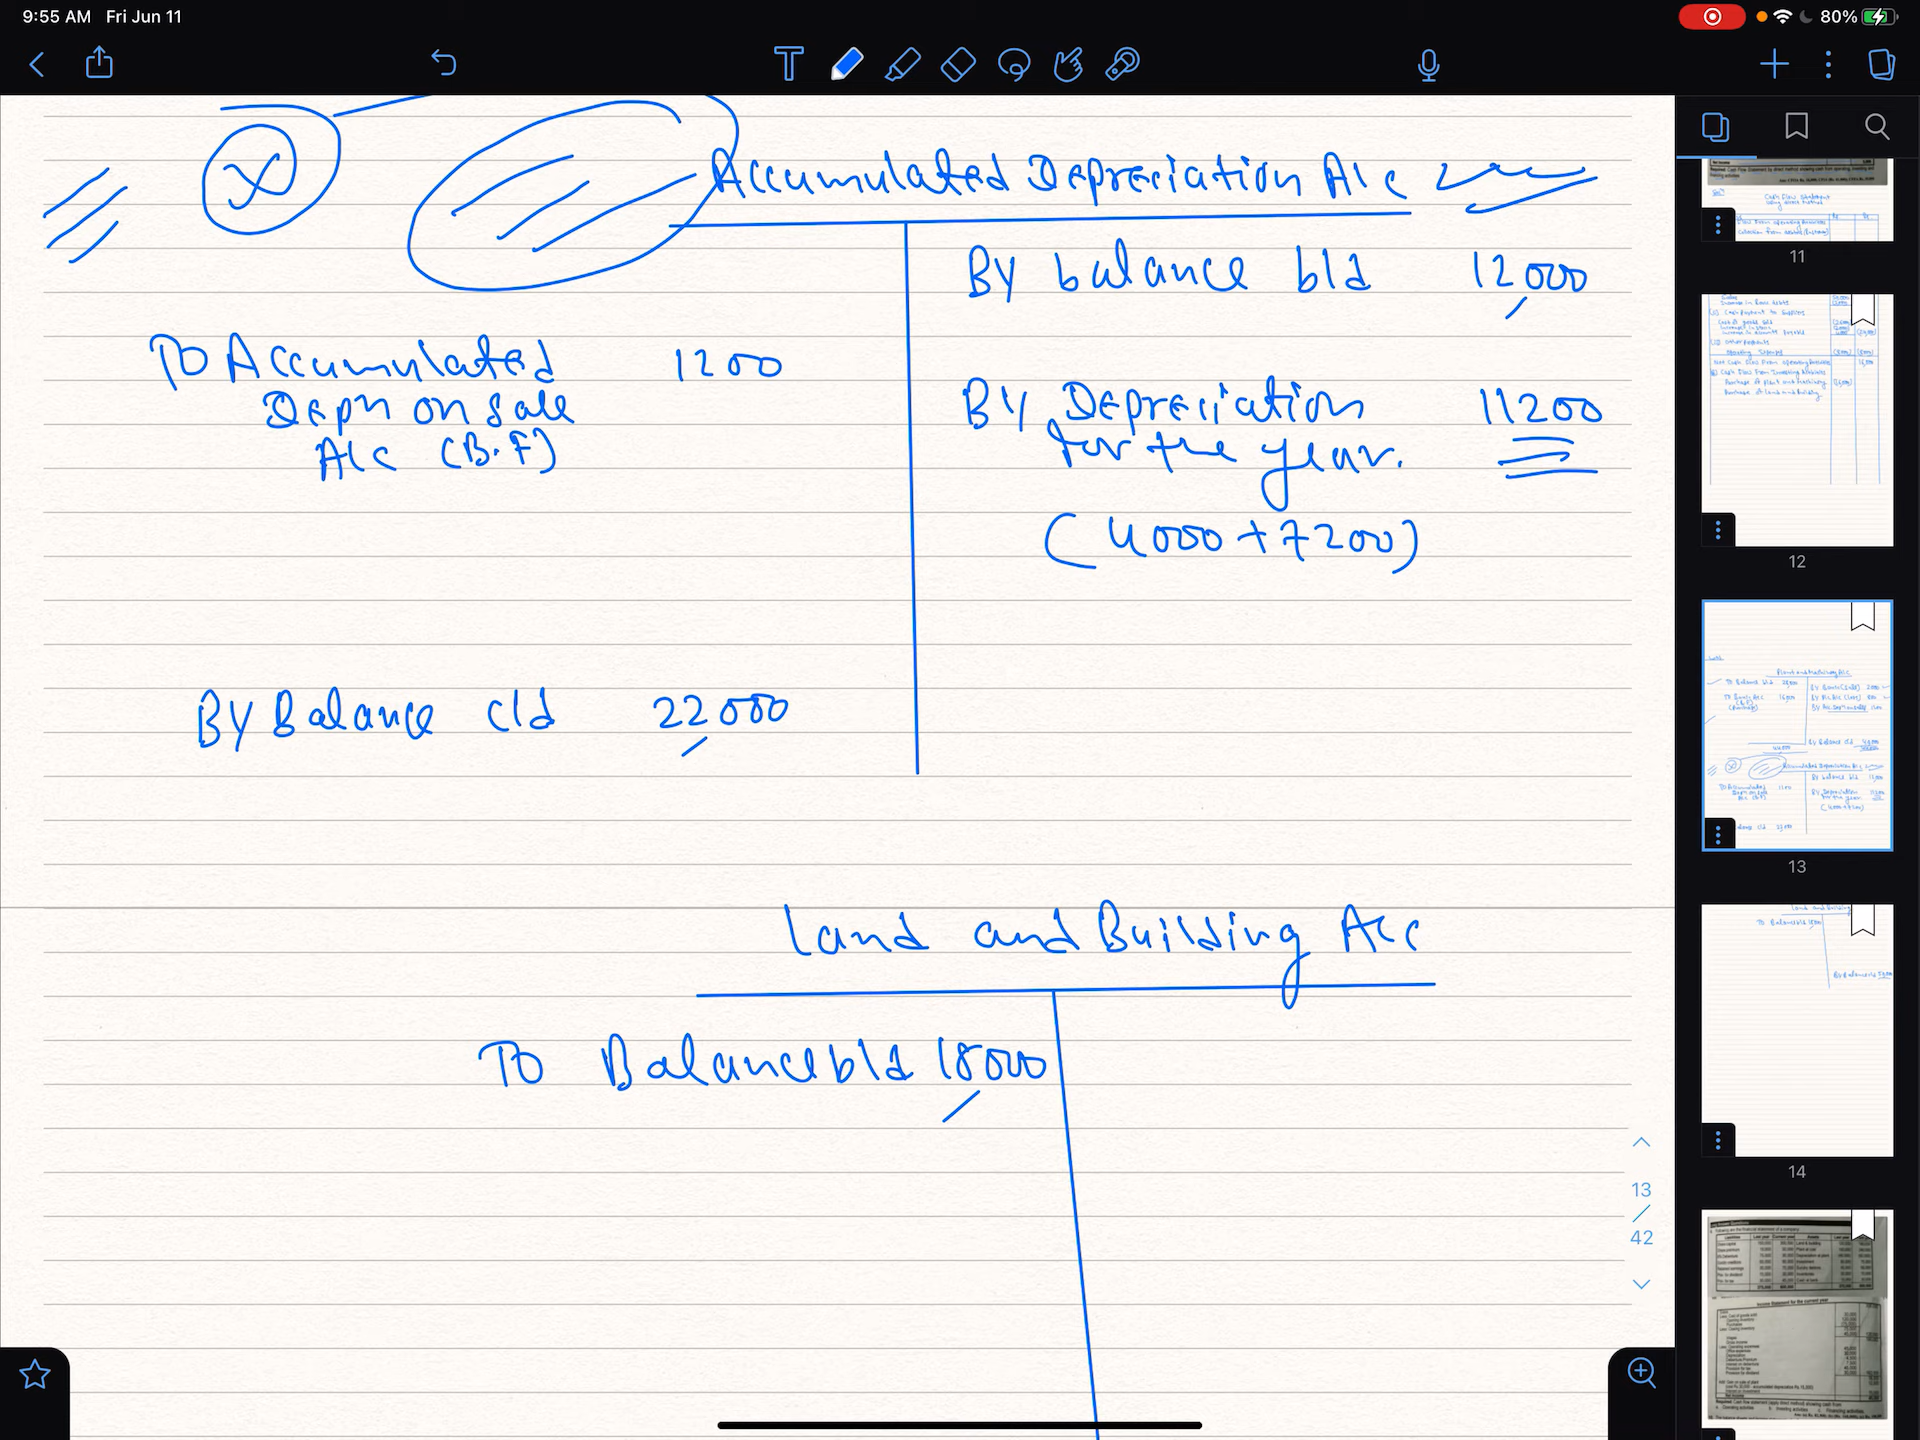 9:55 AM Fri Jun 11
80%
Accumulated Depreciation A/c
By balance b/d 12,000
To Accumulated 1200
Depn on sale
A/c (B.F)
By Depreciation 11200
for the year.
(4000+7200)
By Balance c/d 22000
Land and Building A/c
To Balance b/d 18000
11
12
13
14
13
/
42